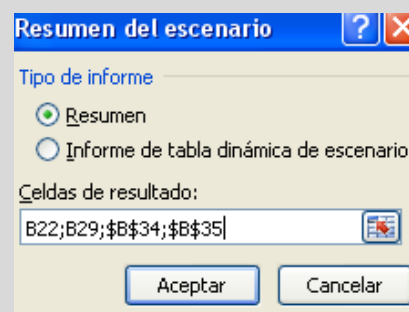 Resumen del escenario
Tipo de informe
Resumen
Informe de tabla dinámica de escenario
Celdas de resultado:
B22;B29;$B$34;$B$35
Aceptar Cancelar